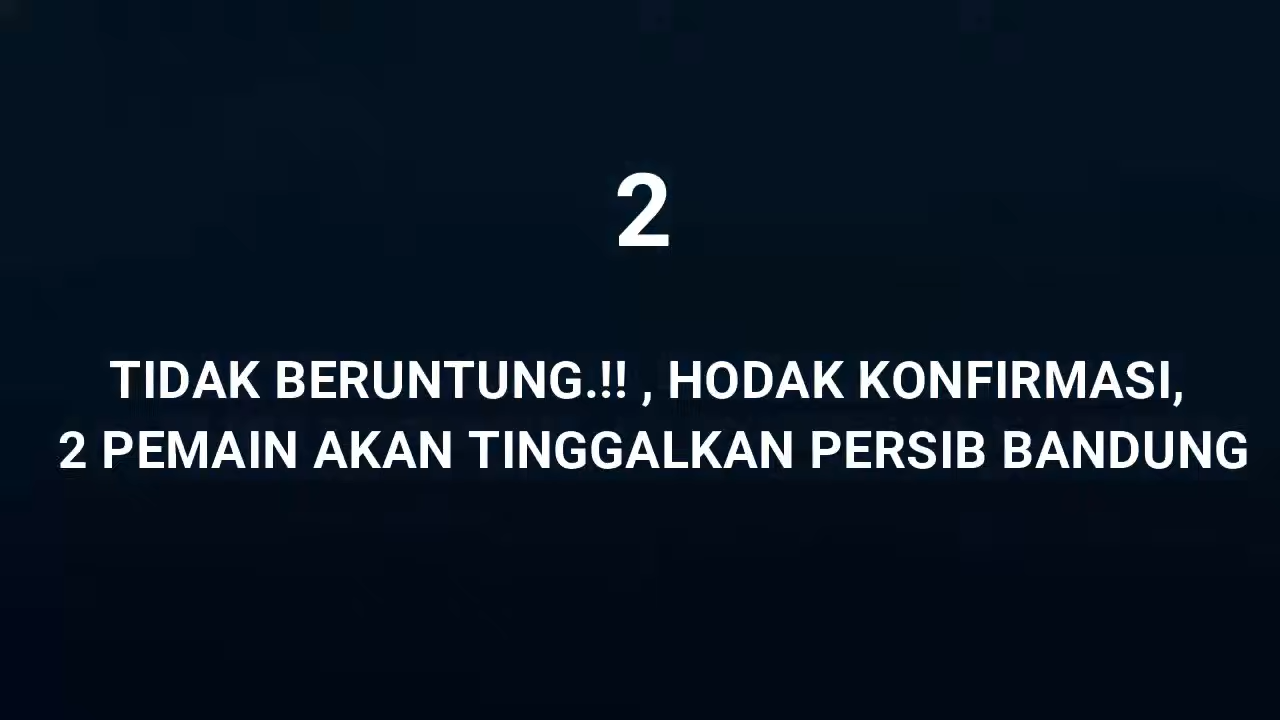 2
TIDAK BERUNTUNG.!! , HODAK KONFIRMASI,
2 PEMAIN AKAN TINGGALKAN PERSIB BANDUNG